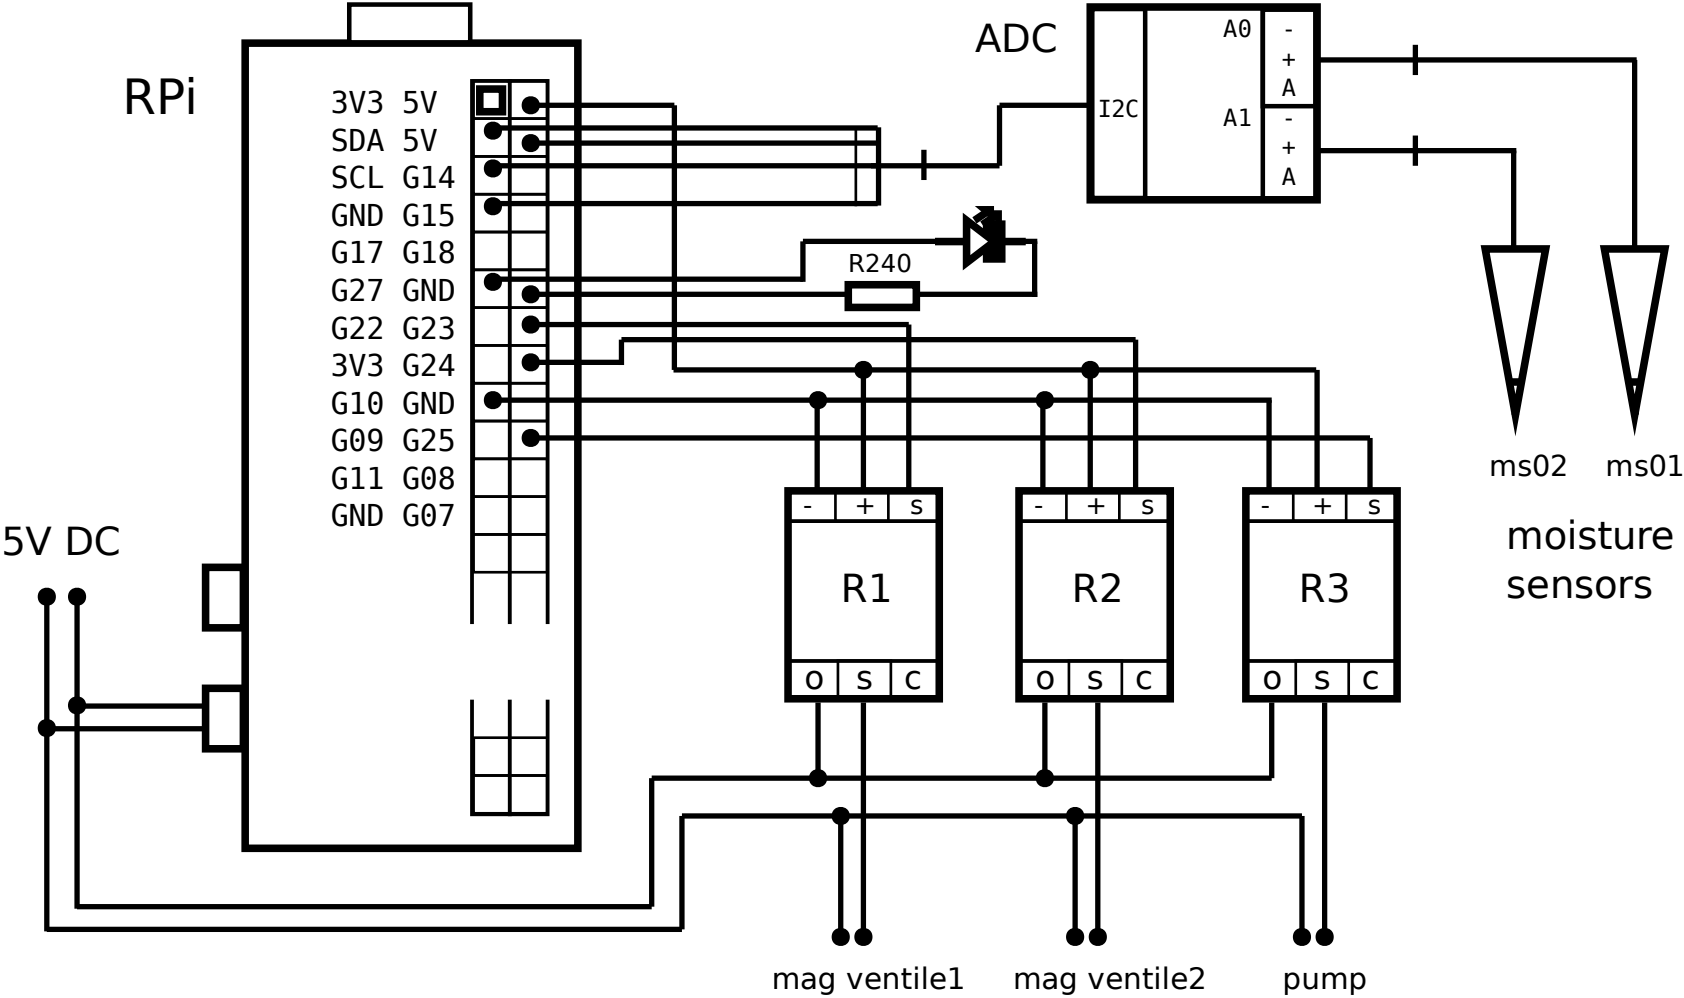 RPi
3V3 5V
SDA 5V
SCL G14
GND G15
G17 G18
G27 GND
G22 G23
3V3 G24
G10 GND
G09 G25
G11 G08
GND G07
5V DC
ADC
I2C
A0
-
+
A
A1
-
+
A
R240
ms02 ms01
moisture
sensors
- + s
R1
o s c
- + s
R2
o s c
- + s
R3
o s c
mag ventile1 mag ventile2 pump